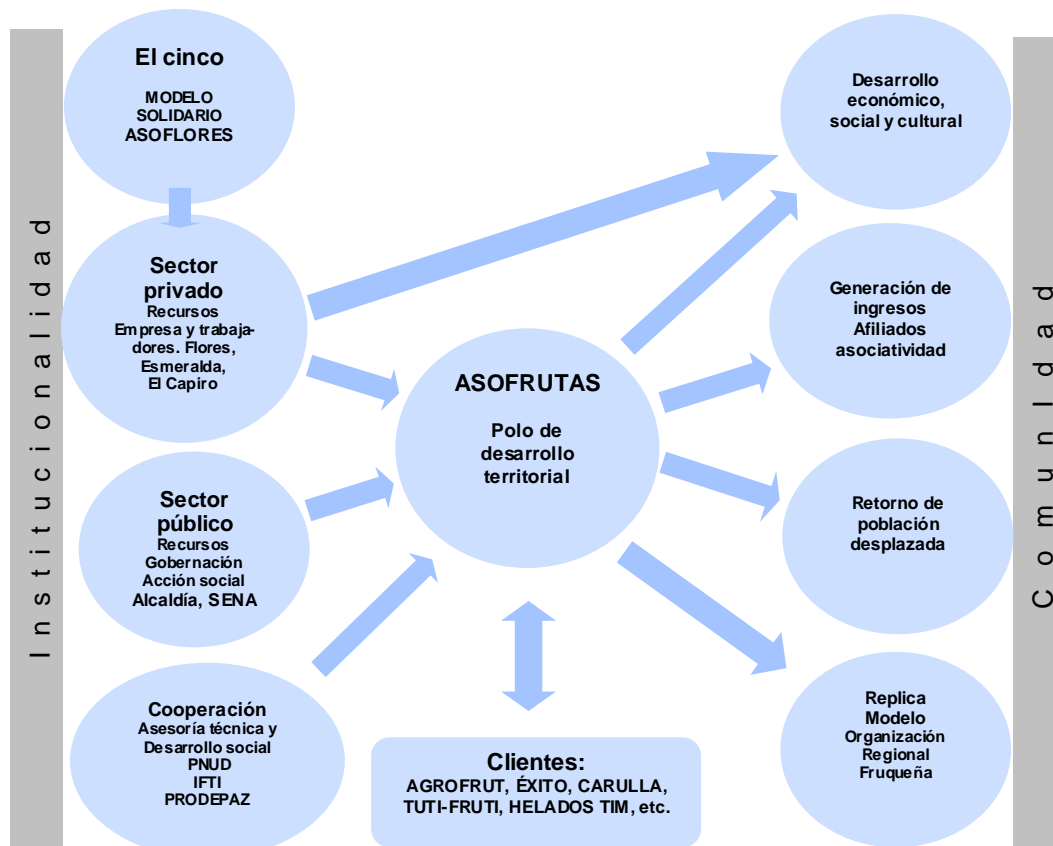 Institucionalidad
El cinco
MODELO
SOLIDARIO
ASOFLORES
Sector
privado
Recursos
Empresa y trabaja-
dores. Flores,
Esmeralda,
El Capiro
Sector
público
Recursos
Gobernación
Acción social
Alcaldía, SENA
Cooperación
Asesoría técnica y
Desarrollo social
PNUD
IFTI
PRODEPAZ
ASOFRUTAS
Polo de
desarrollo
territorial
Clientes:
AGROFRUT, ÉXITO, CARULLA,
TUTI-FRUTI, HELADOS TIM, etc.
Desarrollo
económico,
social y cultural
Generación de
ingresos
Afiliados
asociatividad
Retorno de
población
desplazada
Replica
Modelo
Organización
Regional
Fruqueña
ComunIdad